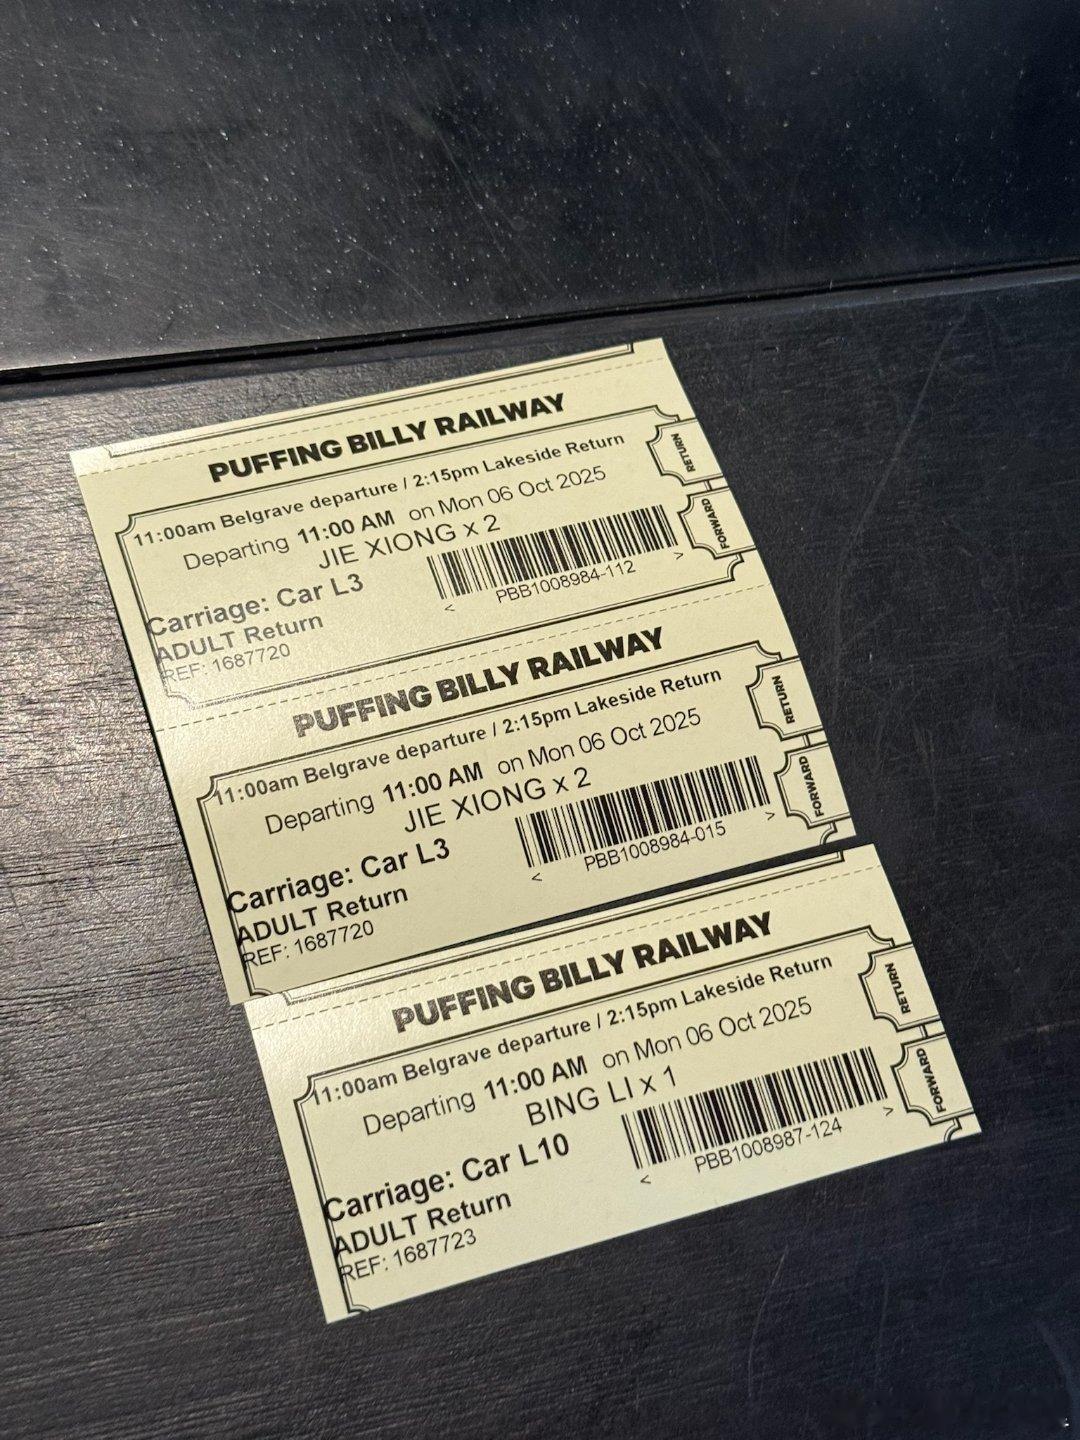 PUFFING BILLY RAILWAY
11:00am Belgrave departure / 2:15pm Lakeside Return
Departing 11:00 AM on Mon 06 Oct 2025
JIE XIONG x 2
Carriage: Car L3
ADULT Return
REF: 1687720
< PBB1008984-112 >
RETURN
FORWARD
PUFFING BILLY RAILWAY
11:00am Belgrave departure / 2:15pm Lakeside Return
Departing 11:00 AM on Mon 06 Oct 2025
JIE XIONG x 2
Carriage: Car L3
ADULT Return
REF: 1687720
< PBB1008984-015 >
RETURN
FORWARD
PUFFING BILLY RAILWAY
11:00am Belgrave departure / 2:15pm Lakeside Return
Departing 11:00 AM on Mon 06 Oct 2025
BING LI x 1
Carriage: Car L10
ADULT Return
REF: 1687723
< PBB1008987-124 >
RETURN
FORWARD